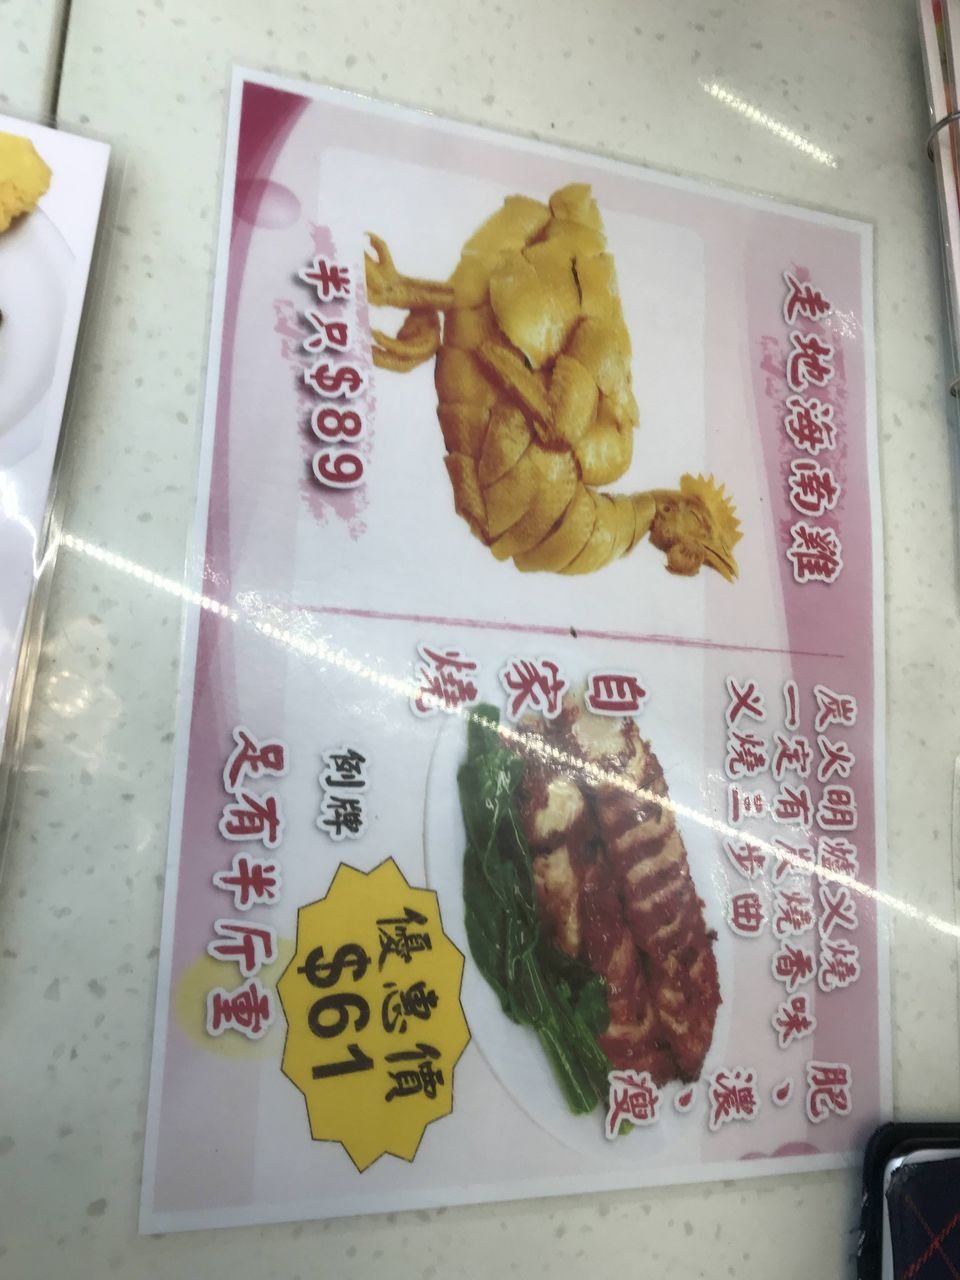 走地海南雞
半只$89
炭火明爐义燒
一定有炭燒香味
义燒三步曲
肥、
濃、
瘦
自
家
燒
例牌
足有半斤重
優惠價
$61